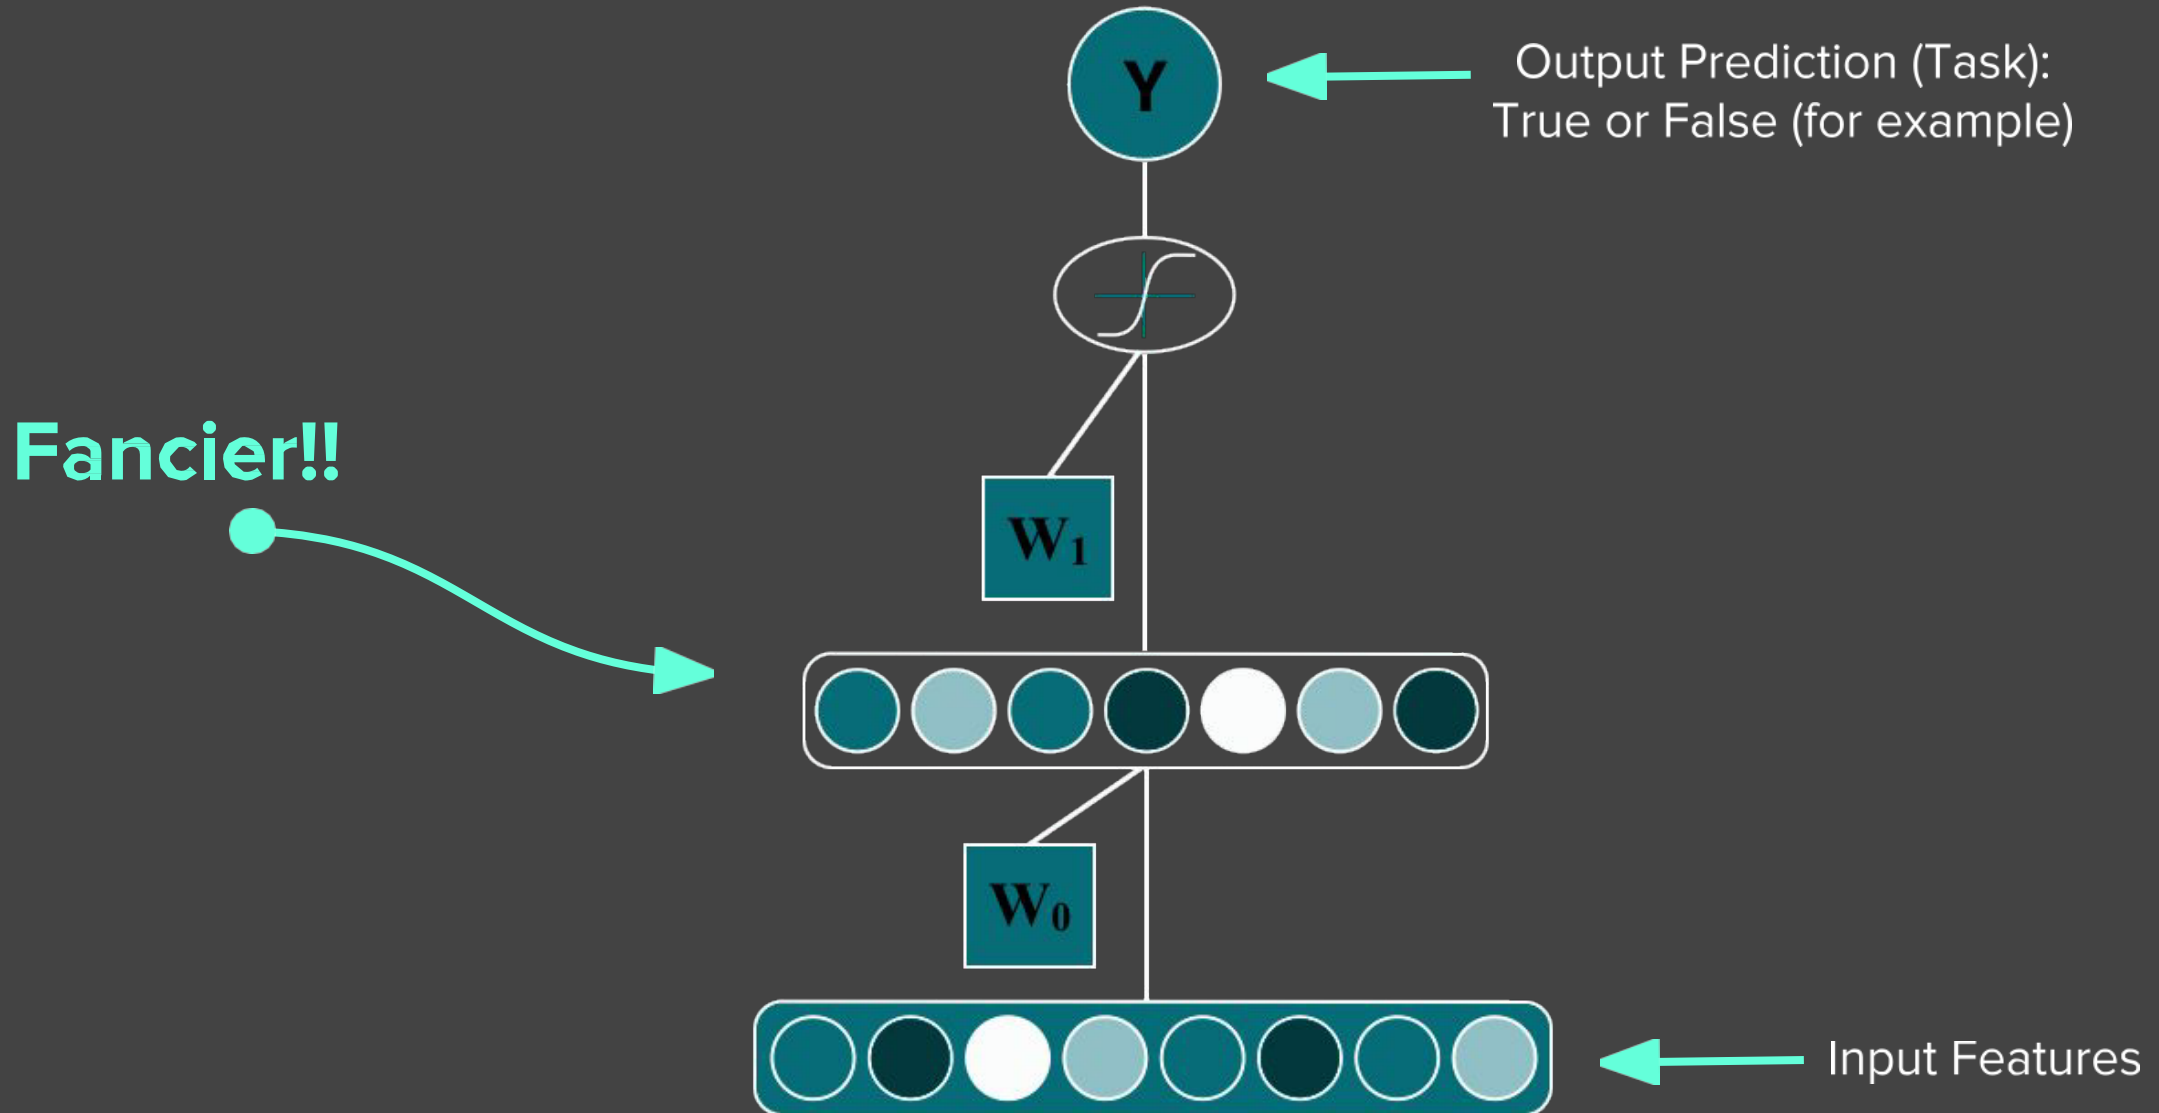 Y
Output Prediction (Task):
True or False (for example)
Fancier!!
W₁
W₀
Input Features